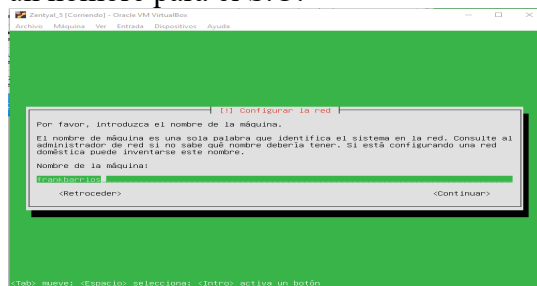 un nombre para el S.O.
Zentyal_5 [Corriendo] - Oracle VM VirtualBox
Archivo Máquina Ver Entrada Dispositivos Ayuda
[!] Configurar la red
Por favor, introduzca el nombre de la máquina.
El nombre de máquina es una sola palabra que identifica el sistema en la red. Consulte al
administrador de red si no sabe qué nombre debería tener. Si está configurando una red
doméstica puede inventarse este nombre.
Nombre de la máquina:
frankbarrios
<Retroceder> <Continuar>
<Tab> mueve; <Espacio> selecciona; <Intro> activa un botón